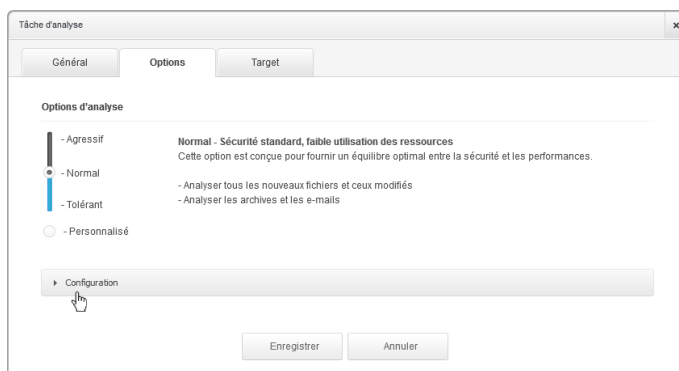 Tâche d'analyse
x
Général Options Target
Options d'analyse
- Agressif
- Normal
- Tolérant
- Personnalisé
Normal - Sécurité standard, faible utilisation des ressources
Cette option est conçue pour fournir un équilibre optimal entre la sécurité et les performances.
- Analyser tous les nouveaux fichiers et ceux modifiés
- Analyser les archives et les e-mails
Configuration
Enregistrer Annuler